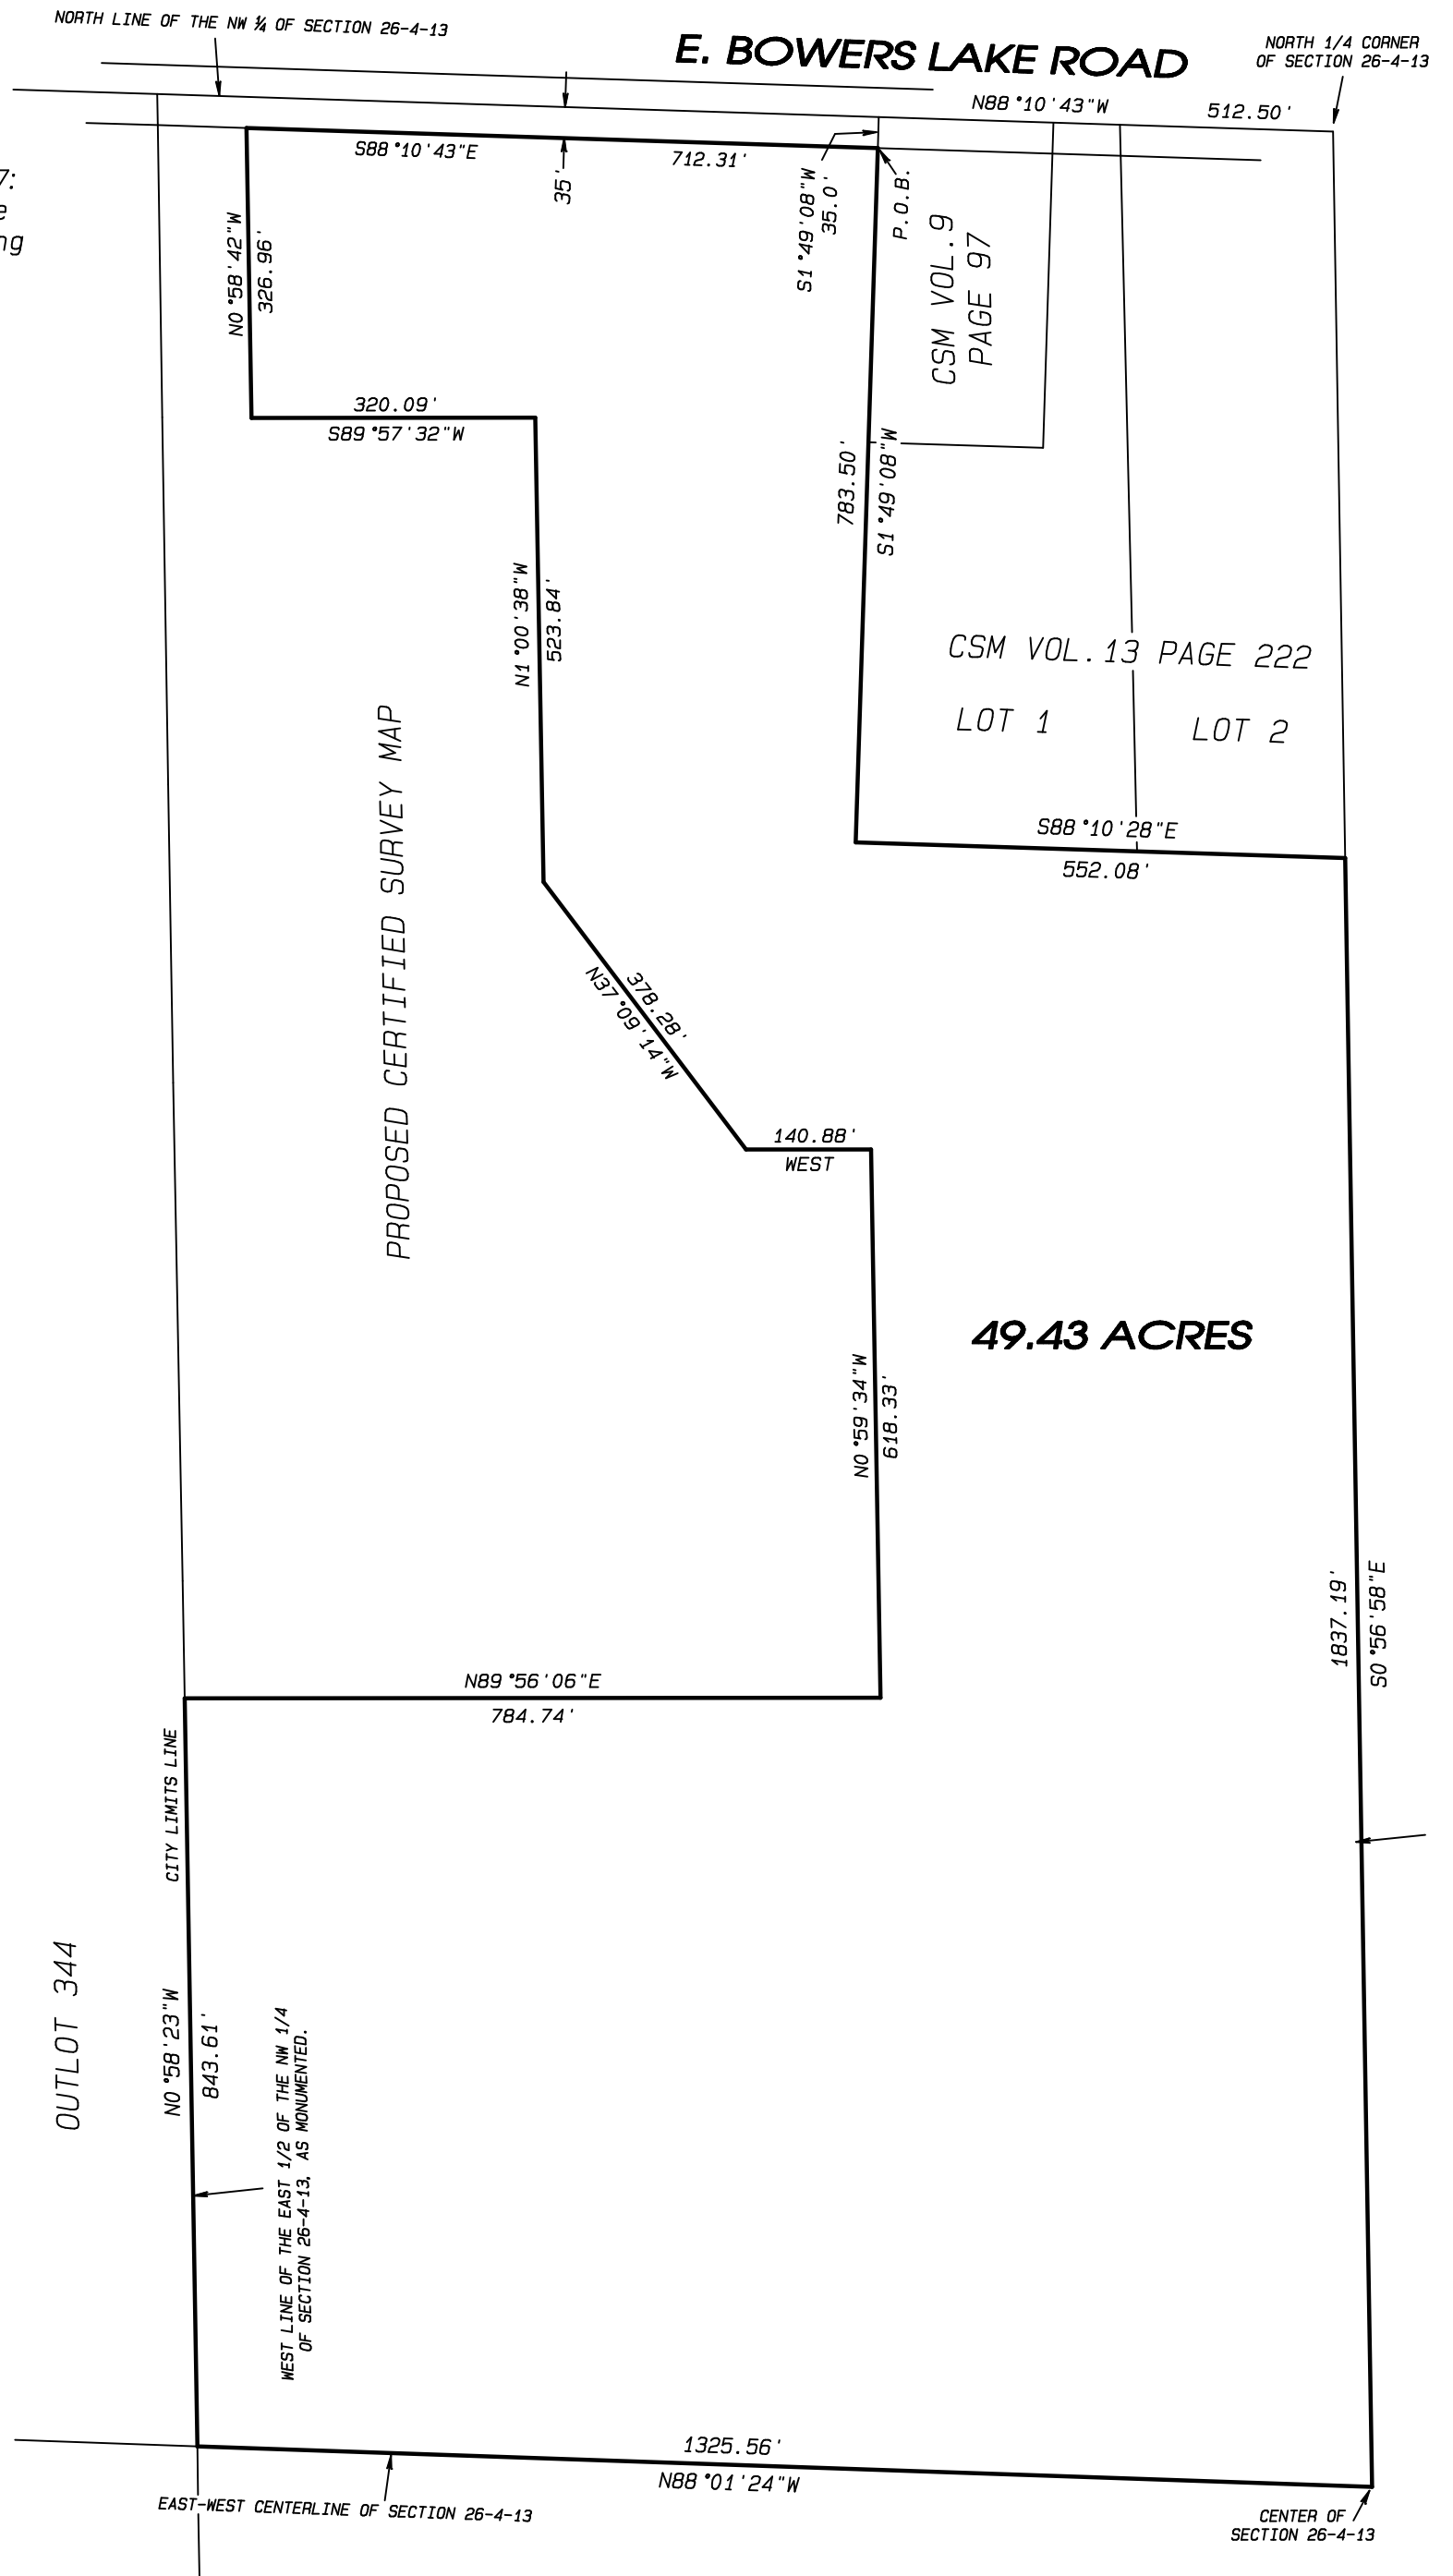 NORTH LINE OF THE NW ¼ OF SECTION 26-4-13
E. BOWERS LAKE ROAD
NORTH 1/4 CORNER
OF SECTION 26-4-13
N88°10'43"W
512.50'
S88°10'43"E
712.31'
35'
S1°49'08"W
35.0'
P.O.B.
7:
e
ng
N0°58'42"W
326.96'
CSM VOL.9
PAGE 97
320.09'
S89°57'32"W
783.50'
S1°49'08"W
N1°00'38"W
523.84'
CSM VOL.13 PAGE 222
LOT 1
LOT 2
PROPOSED CERTIFIED SURVEY MAP
S88°10'28"E
552.08'
378.28'
N37°09'14"W
140.88'
WEST
49.43 ACRES
N0°59'34"W
618.33'
1837.19'
S0°56'58"E
N89°56'06"E
784.74'
CITY LIMITS LINE
OUTLOT 344
N0°58'23"W
843.61'
WEST LINE OF THE EAST 1/2 OF THE NW 1/4
OF SECTION 26-4-13, AS MONUMENTED.
1325.56'
N88°01'24"W
EAST-WEST CENTERLINE OF SECTION 26-4-13
CENTER OF
SECTION 26-4-13